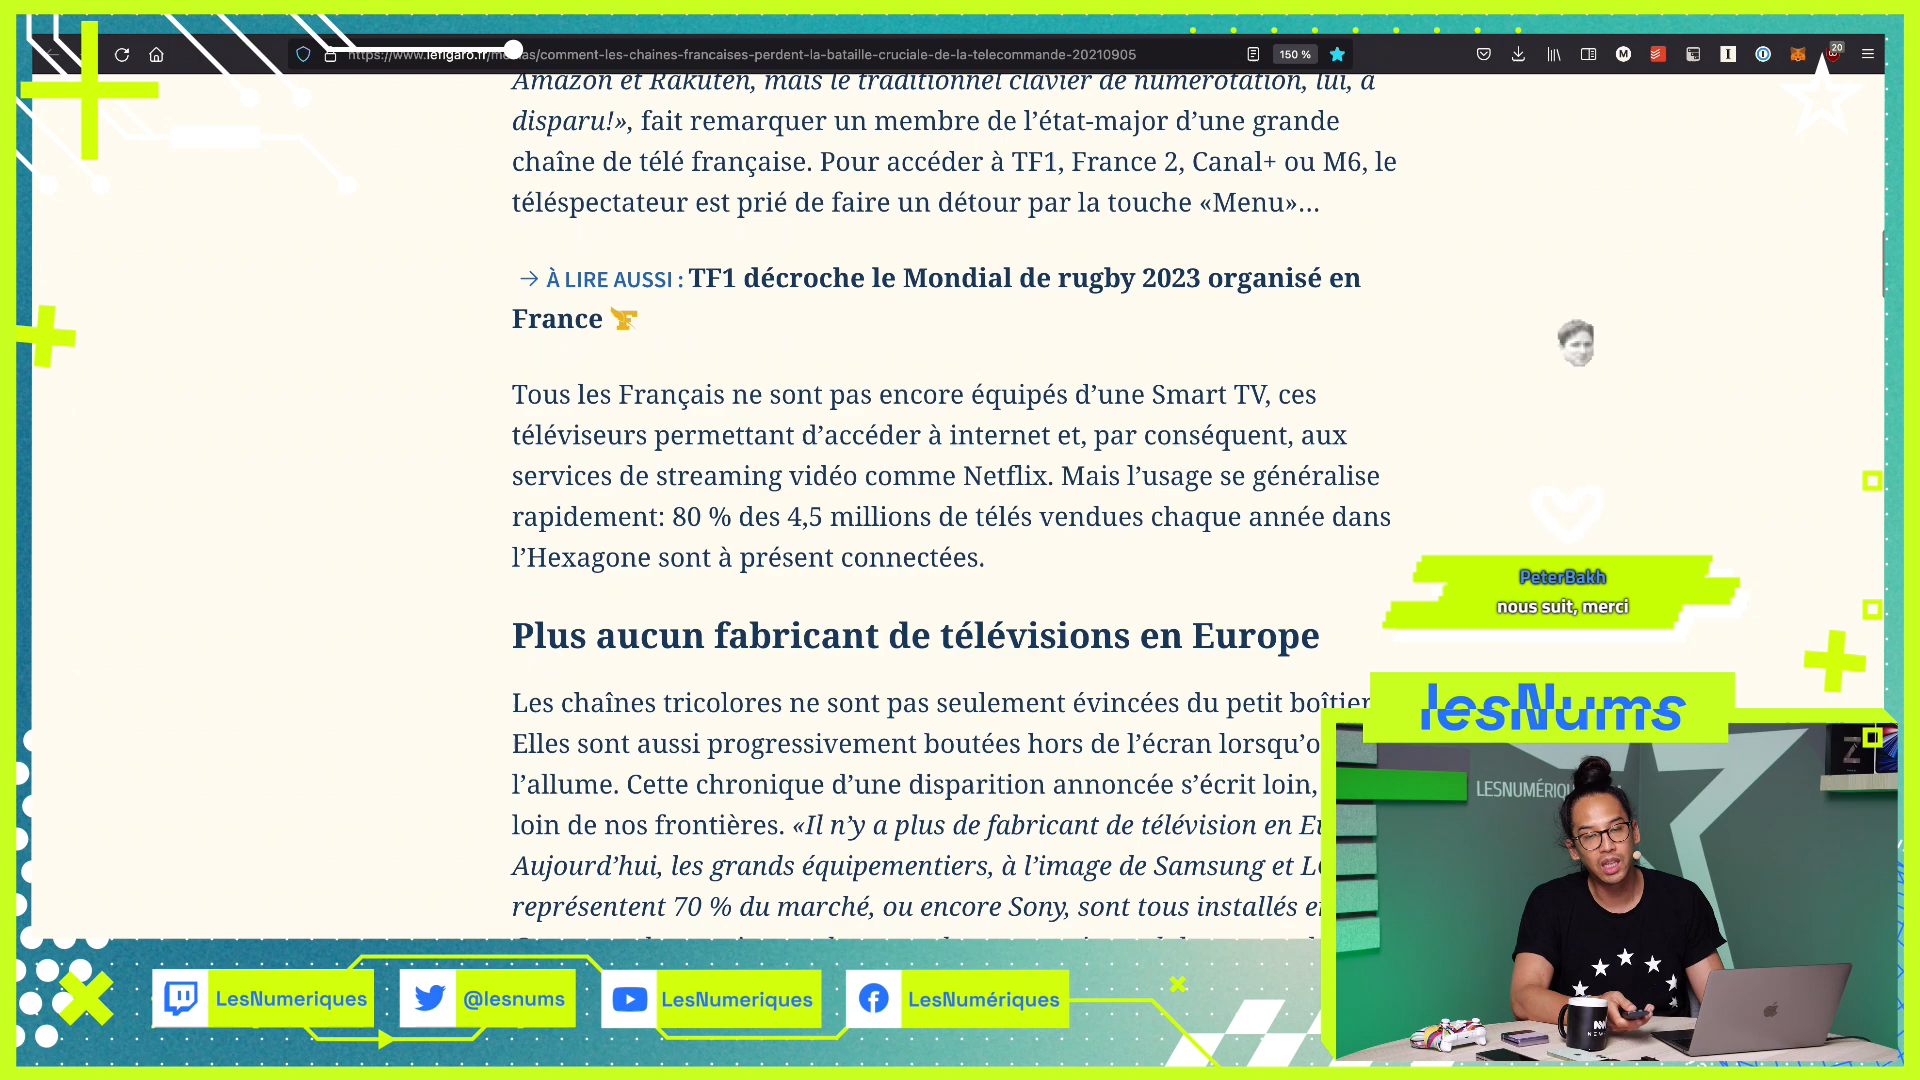 https://www.lefigaro.fr/medias/comment-les-chaines-francaises-perdent-la-bataille-cruciale-de-la-telecommande-20210905
150 %
20
Amazon et Rakuten, mais le traditionnel clavier de numérotation, lui, a
disparu!», fait remarquer un membre de l’état-major d’une grande
chaîne de télé française. Pour accéder à TF1, France 2, Canal+ ou M6, le
téléspectateur est prié de faire un détour par la touche «Menu»…
→ À LIRE AUSSI : TF1 décroche le Mondial de rugby 2023 organisé en
France
Tous les Français ne sont pas encore équipés d’une Smart TV, ces
téléviseurs permettant d’accéder à internet et, par conséquent, aux
services de streaming vidéo comme Netflix. Mais l’usage se généralise
rapidement: 80 % des 4,5 millions de télés vendues chaque année dans
l’Hexagone sont à présent connectées.
Plus aucun fabricant de télévisions en Europe
Les chaînes tricolores ne sont pas seulement évincées du petit boîtier
Elles sont aussi progressivement boutées hors de l’écran lorsqu’o
l’allume. Cette chronique d’une disparition annoncée s’écrit loin,
loin de nos frontières. «Il n’y a plus de fabricant de télévision en Eu
Aujourd’hui, les grands équipementiers, à l’image de Samsung et L
représentent 70 % du marché, ou encore Sony, sont tous installés e
PeterBakh
nous suit, merci
lesNums
LESNUMÉRIQU
LesNumeriques
@lesnums
LesNumeriques
LesNumériques